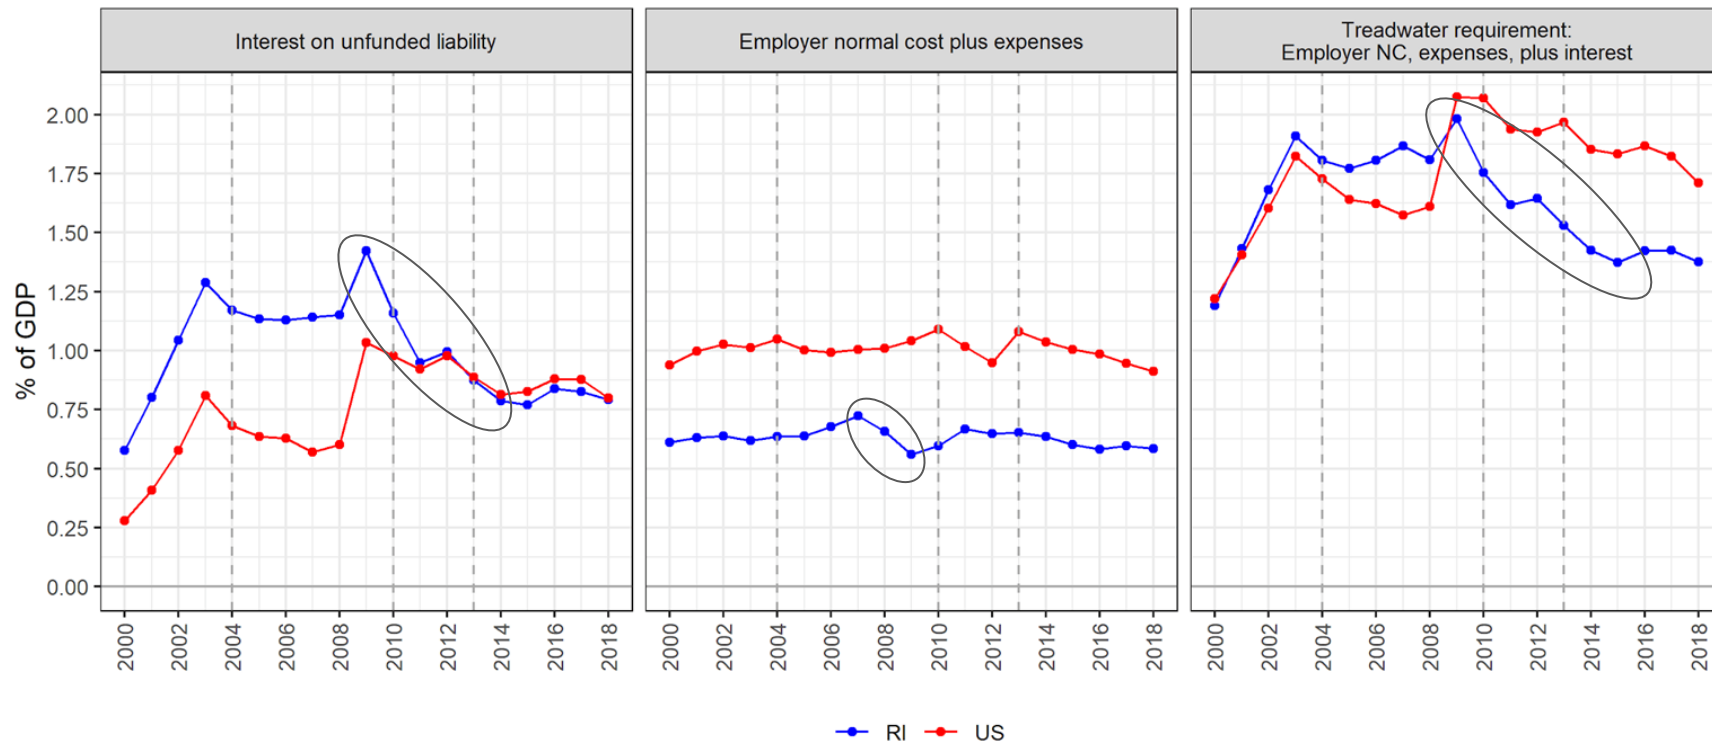 Interest on unfunded liability
Employer normal cost plus expenses
Treadwater requirement:
Employer NC, expenses, plus interest
% of GDP
2.00
1.75
1.50
1.25
1.00
0.75
0.50
0.25
0.00
2000 2002 2004 2006 2008 2010 2012 2014 2016 2018
2000 2002 2004 2006 2008 2010 2012 2014 2016 2018
2000 2002 2004 2006 2008 2010 2012 2014 2016 2018
RI US